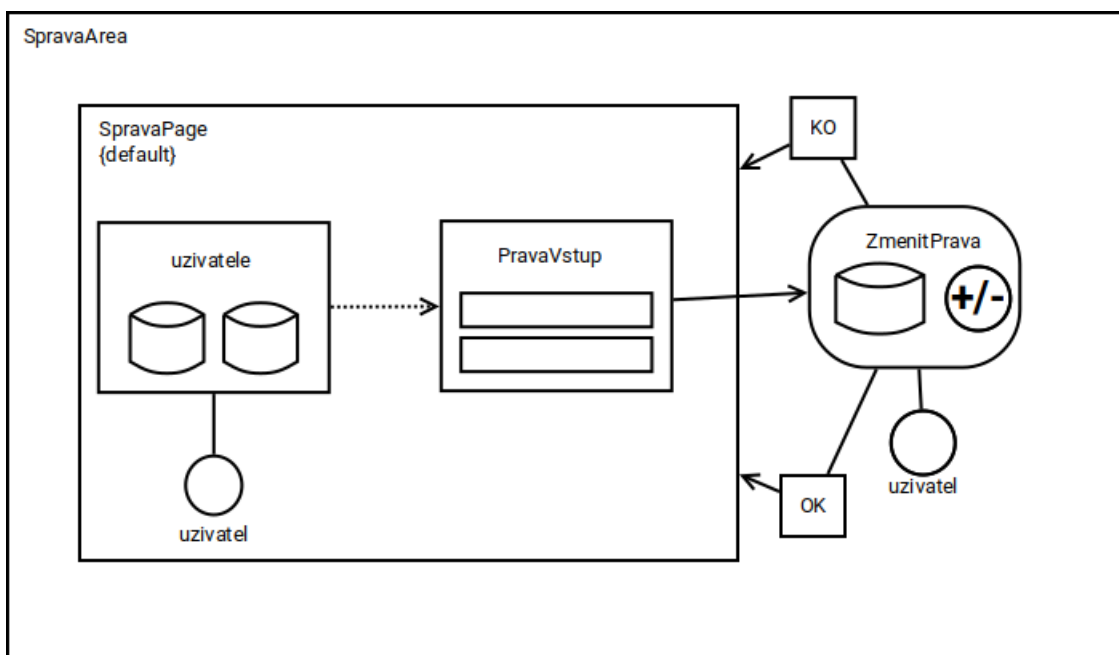 SpravaArea
SpravaPage
{default}
KO
uzivatele
PravaVstup
ZmenitPrava
+/-
uzivatel
OK
uzivatel